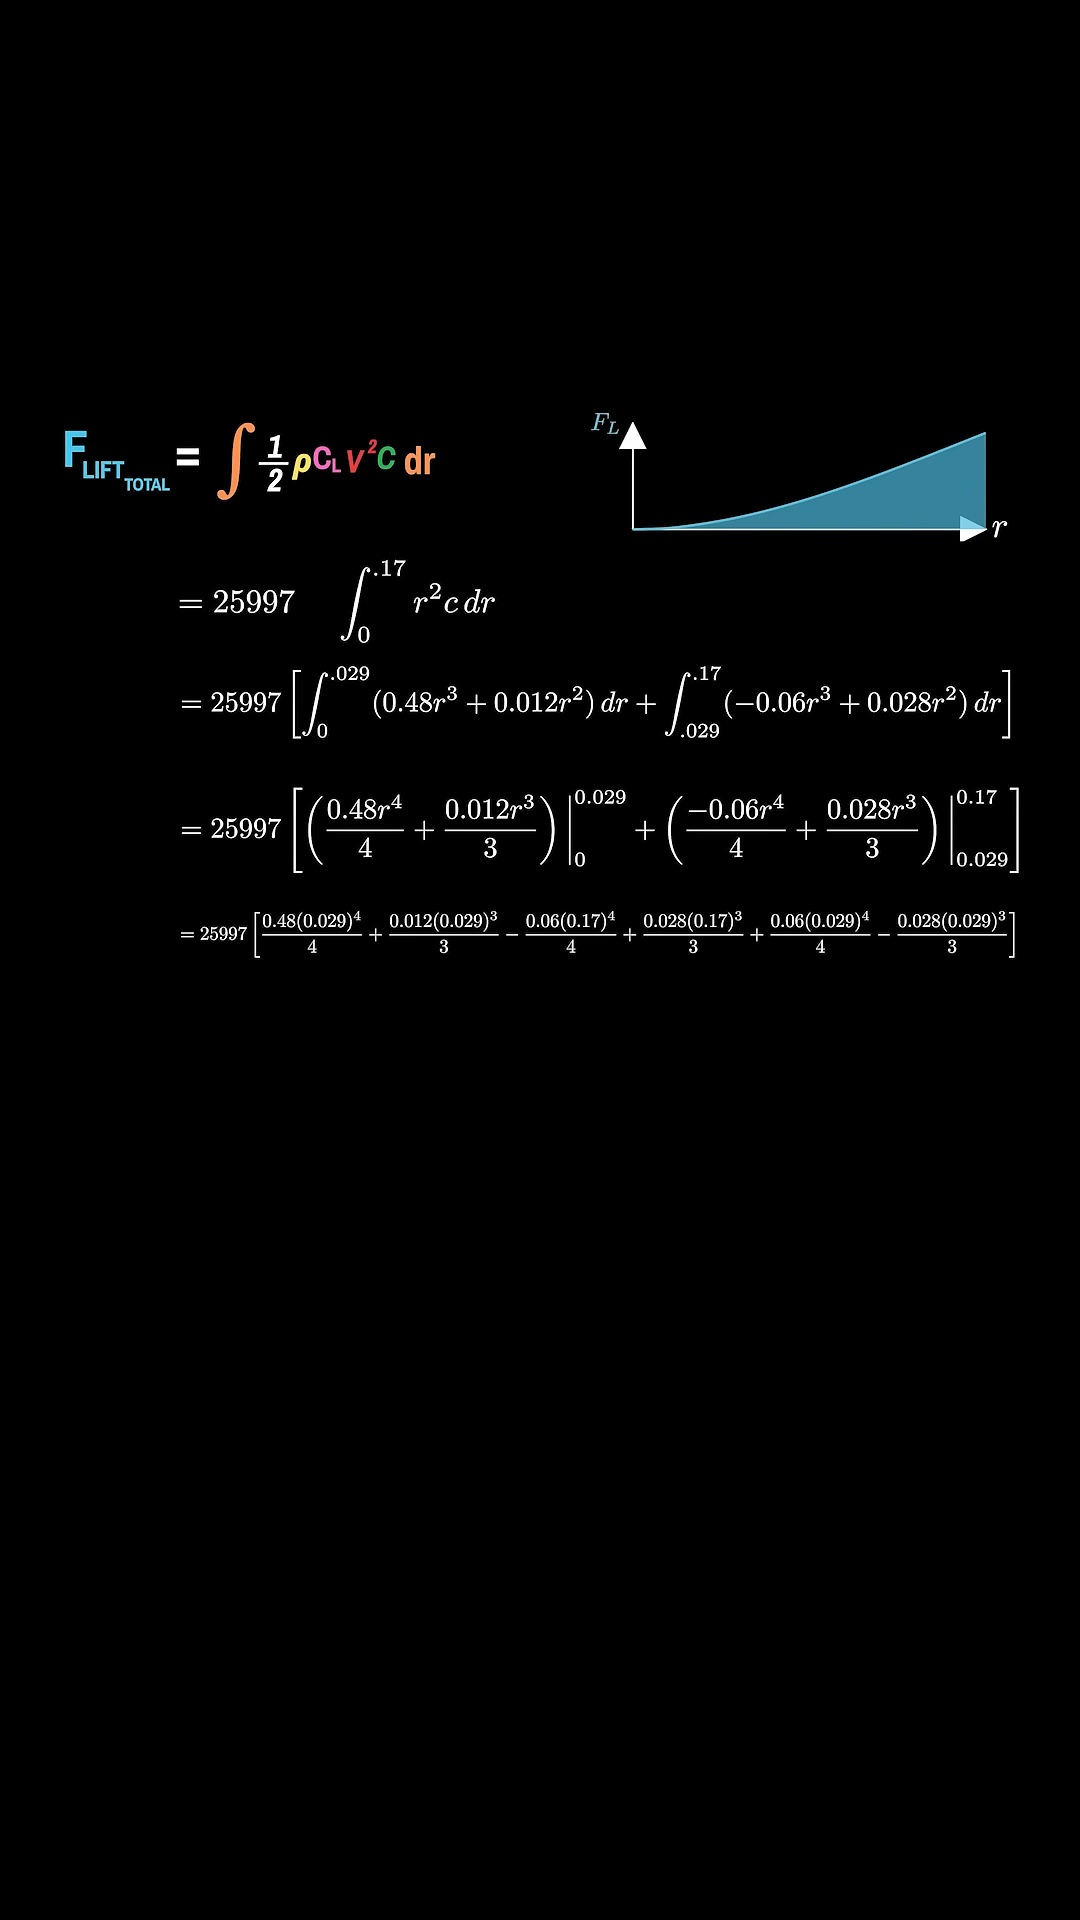 F_LIFT_TOTAL = ∫ 1/2 ρC_L v²C dr
F_L
r
= 25997 ∫_0^.17 r²c dr
= 25997 [∫_0^.029 (0.48r³ + 0.012r²) dr + ∫_.029^.17 (−0.06r³ + 0.028r²) dr]
= 25997 [(0.48r⁴/4 + 0.012r³/3)|_0^0.029 + (−0.06r⁴/4 + 0.028r³/3)|_0.029^0.17]
= 25997 [0.48(0.029)⁴/4 + 0.012(0.029)³/3 − 0.06(0.17)⁴/4 + 0.028(0.17)³/3 + 0.06(0.029)⁴/4 − 0.028(0.029)³/3]